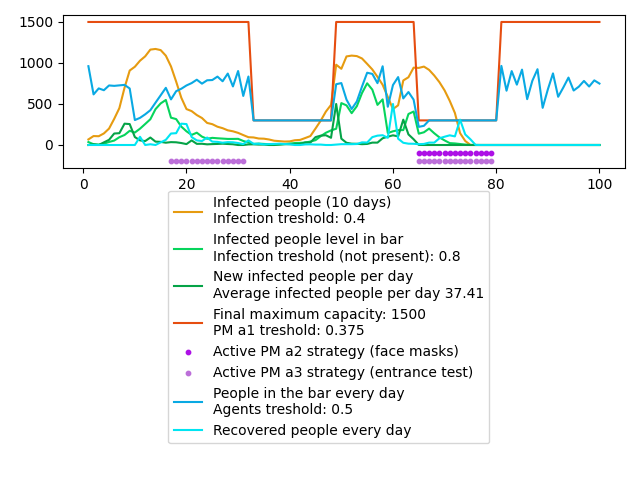 1500
1000
500
0
0
20
40
60
80
100
Infected people (10 days)
Infection treshold: 0.4
Infected people level in bar
Infection treshold (not present): 0.8
New infected people per day
Average infected people per day 37.41
Final maximum capacity: 1500
PM a1 treshold: 0.375
Active PM a2 strategy (face masks)
Active PM a3 strategy (entrance test)
People in the bar every day
Agents treshold: 0.5
Recovered people every day